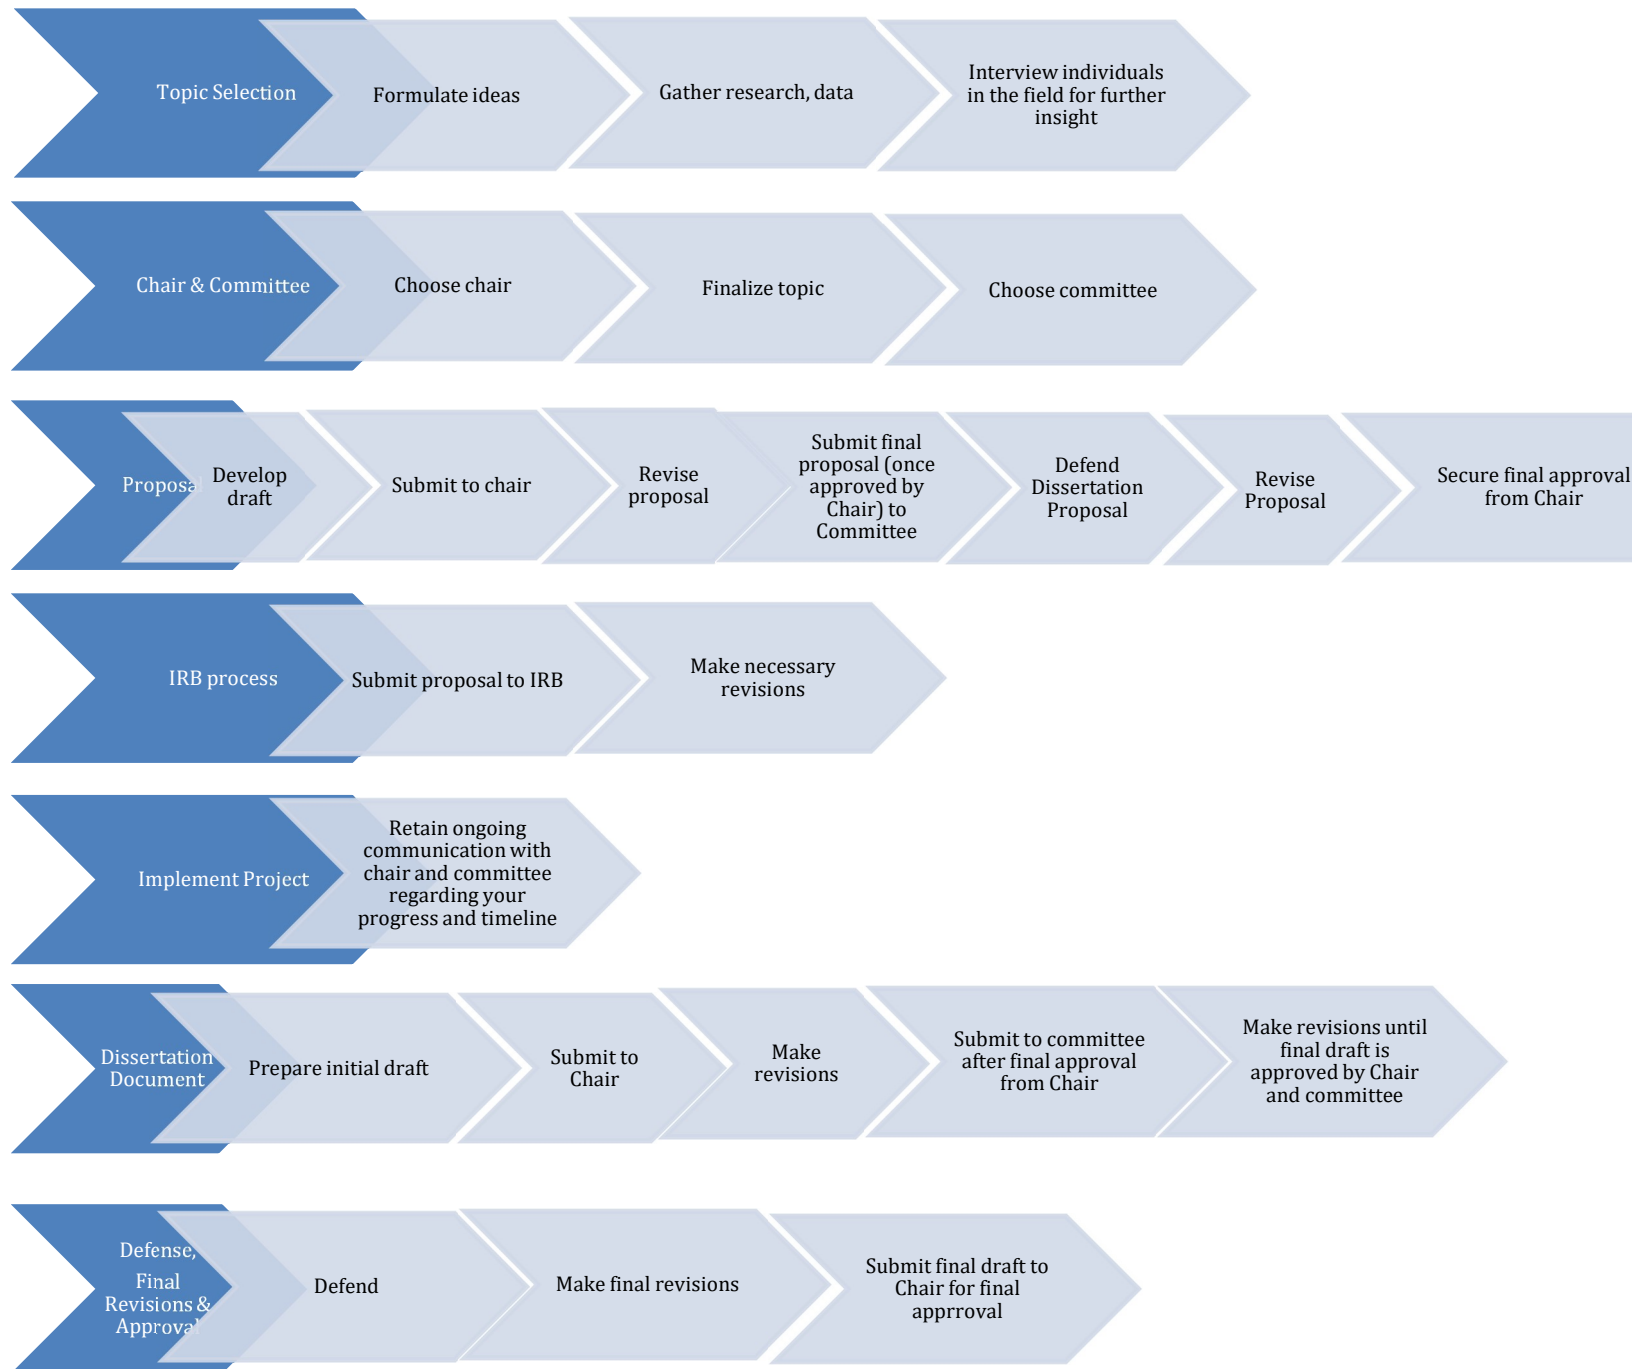 Topic Selection
Formulate ideas
Gather research, data
Interview individuals
in the field for further
insight
Chair & Committee
Choose chair
Finalize topic
Choose committee
Proposal
Develop
draft
Submit to chair
Revise
proposal
Submit final
proposal (once
approved by
Chair) to
Committee
Defend
Dissertation
Proposal
Revise
Proposal
Secure final approval
from Chair
IRB process
Submit proposal to IRB
Make necessary
revisions
Implement Project
Retain ongoing
communication with
chair and committee
regarding your
progress and timeline
Dissertation
Document
Prepare initial draft
Submit to
Chair
Make
revisions
Submit to committee
after final approval
from Chair
Make revisions until
final draft is
approved by Chair
and committee
Defense,
Final
Revisions &
Approval
Defend
Make final revisions
Submit final draft to
Chair for final
apprroval